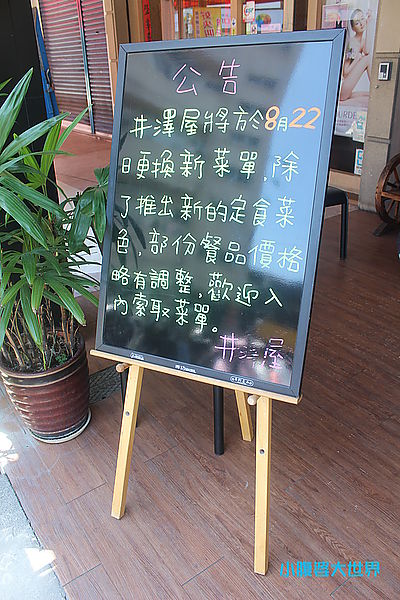 公告
井澤屋將於8月22
日更換新菜單,除
了推出新的定食菜
色,部份餐品價格
略有調整,歡迎入
內索取菜單。
井澤屋
小腹婆大世界